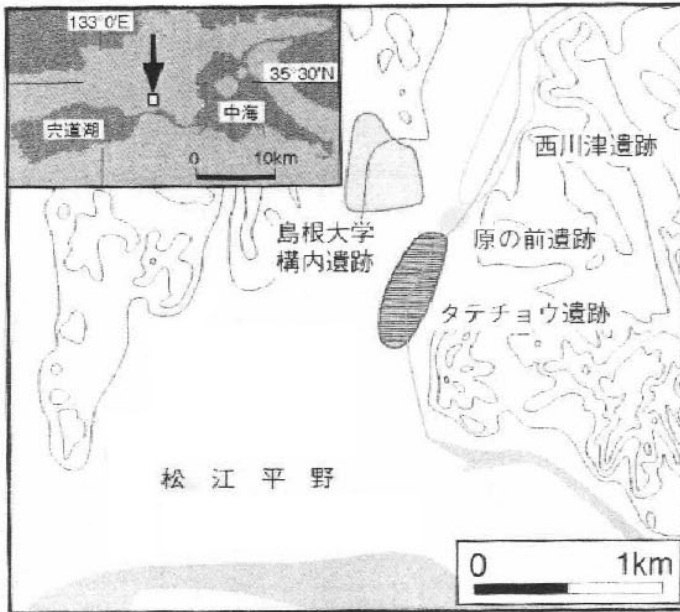 133°0'E
35°30'N
宍道湖
中海
0 10km
西川津遺跡
島根大学
構内遺跡
原の前遺跡
タテチョウ遺跡
松江平野
0 1km